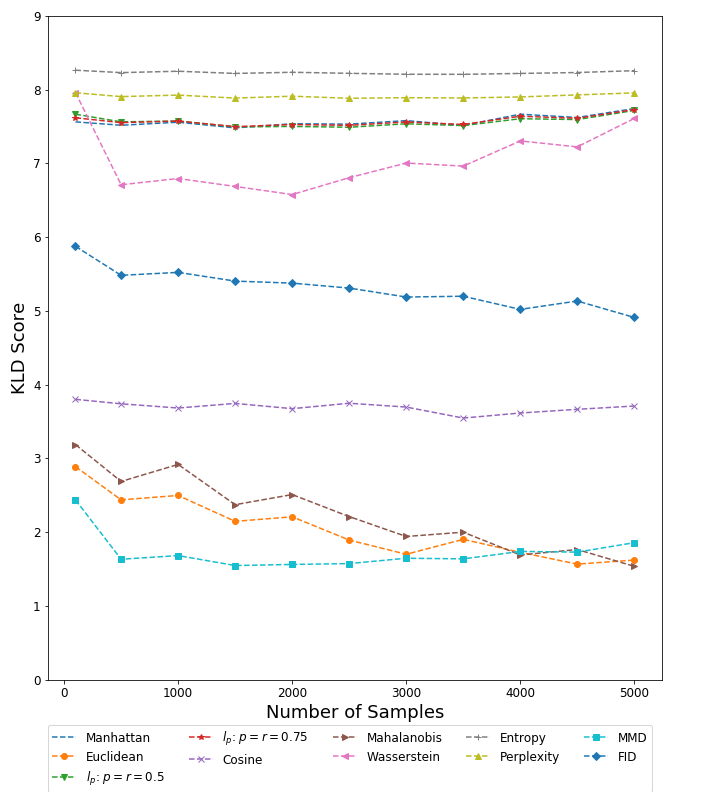 9
8
7
6
5
4
3
2
1
0
KLD Score
0 1000 2000 3000 4000 5000
Number of Samples
Manhattan
Euclidean
l_p: p = r = 0.5
l_p: p = r = 0.75
Cosine
Mahalanobis
Wasserstein
Entropy
Perplexity
MMD
FID